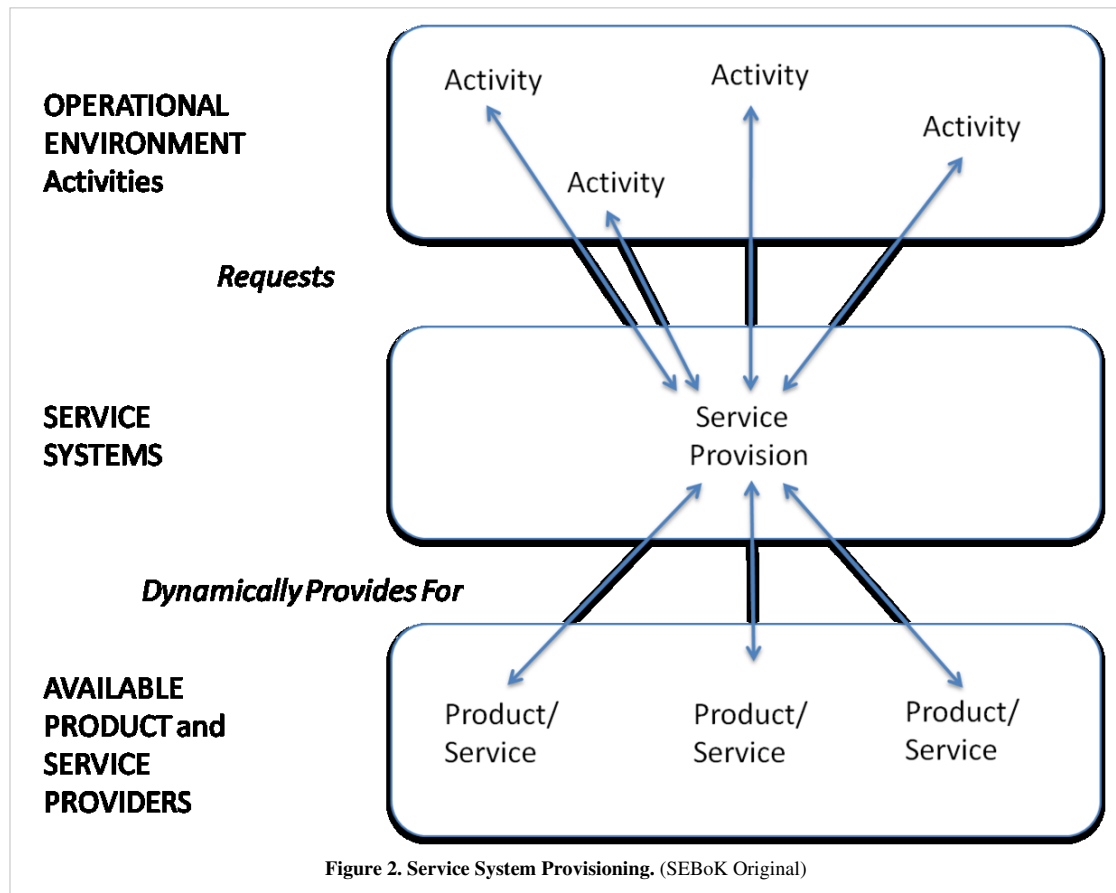 OPERATIONAL
ENVIRONMENT
Activities
Activity
Activity
Activity
Activity
Requests
SERVICE
SYSTEMS
Service
Provision
Dynamically Provides For
AVAILABLE
PRODUCT and
SERVICE
PROVIDERS
Product/
Service
Product/
Service
Product/
Service
Figure 2. Service System Provisioning. (SEBoK Original)